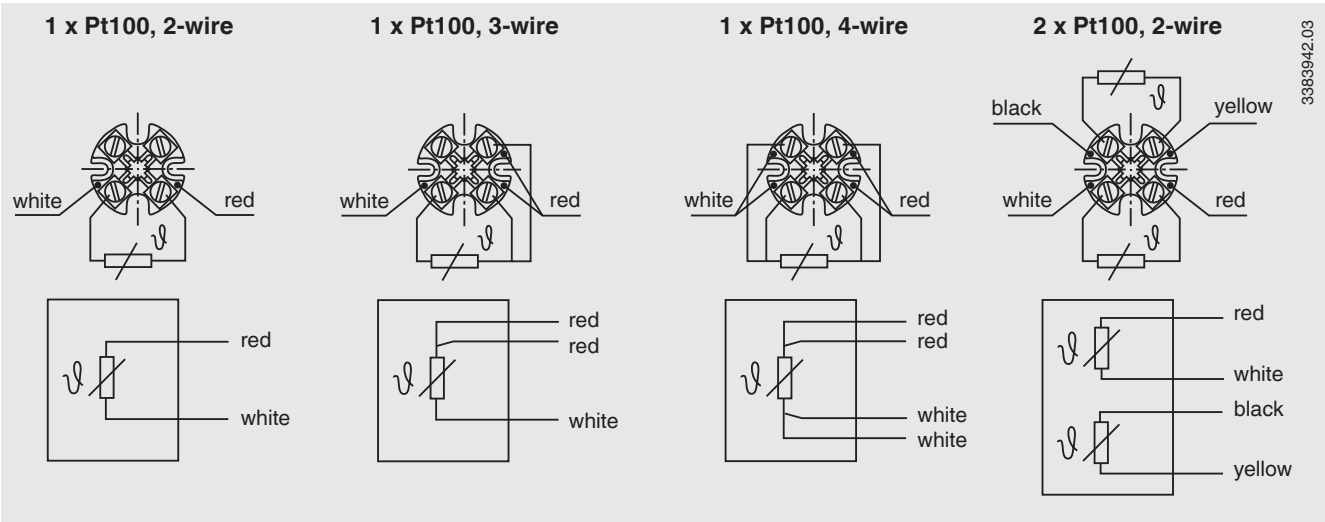 1 x Pt100, 2-wire
white
red
ϑ
ϑ
red
white
1 x Pt100, 3-wire
white
red
ϑ
ϑ
red
red
white
1 x Pt100, 4-wire
white
red
ϑ
ϑ
red
red
white
white
2 x Pt100, 2-wire
ϑ
black
yellow
white
red
ϑ
ϑ
red
white
ϑ
black
yellow
3383942.03